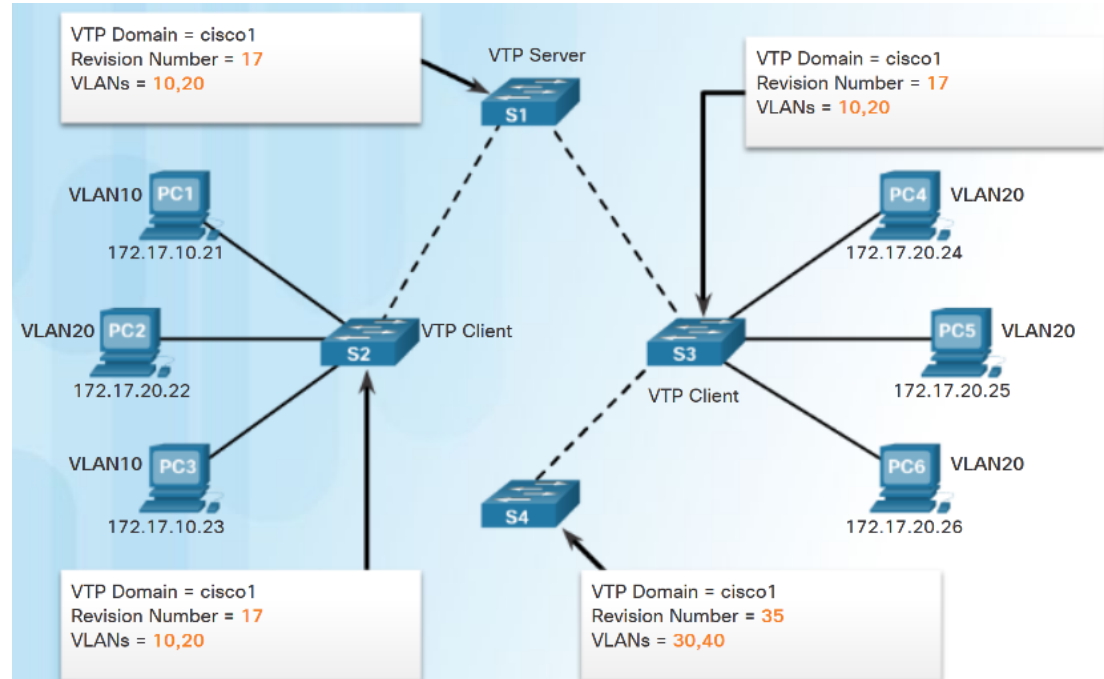 VTP Domain = cisco1
Revision Number = 17
VLANs = 10,20
VTP Server
S1
VTP Domain = cisco1
Revision Number = 17
VLANs = 10,20
VLAN10
PC1
172.17.10.21
PC4
VLAN20
172.17.20.24
VLAN20
PC2
172.17.20.22
S2
VTP Client
S3
VTP Client
PC5
VLAN20
172.17.20.25
VLAN10
PC3
172.17.10.23
S4
PC6
VLAN20
172.17.20.26
VTP Domain = cisco1
Revision Number = 17
VLANs = 10,20
VTP Domain = cisco1
Revision Number = 35
VLANs = 30,40